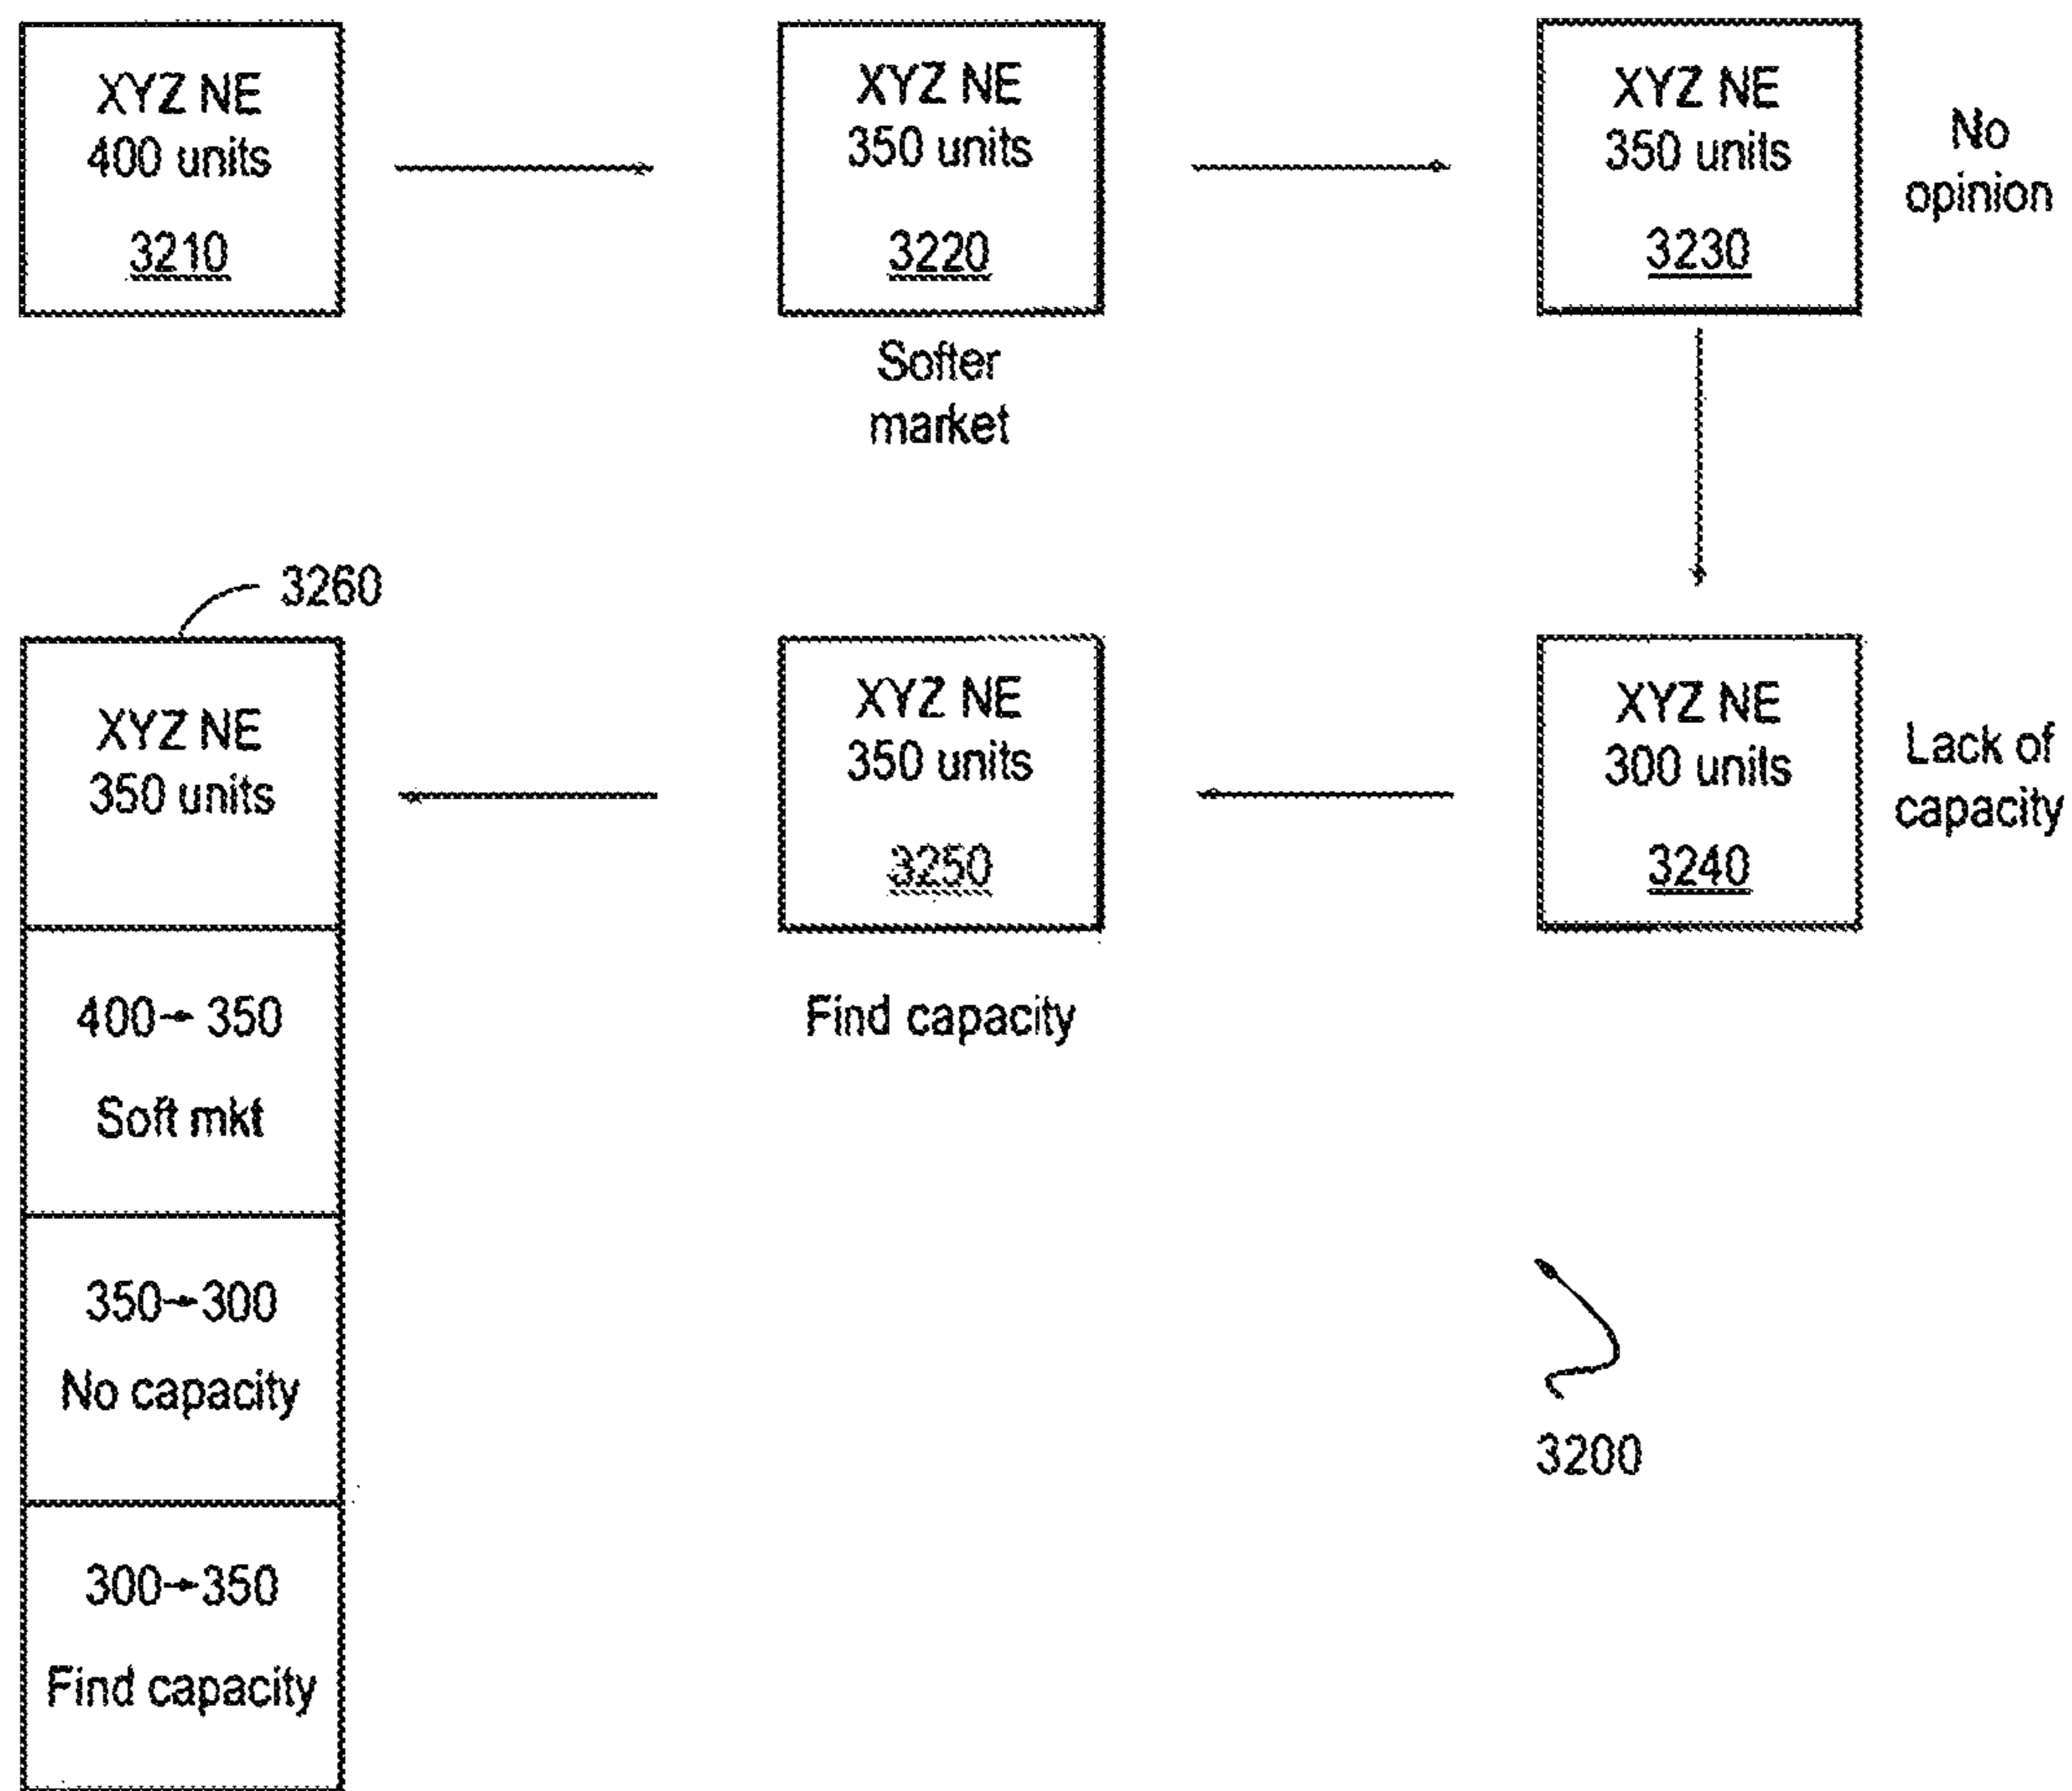 XYZ NE
400 units
3210
XYZ NE
350 units
3220
Softer
market
XYZ NE
350 units
3230
No
opinion
XYZ NE
300 units
3240
Lack of
capacity
XYZ NE
350 units
3250
Find capacity
3260
XYZ NE
350 units
400→ 350
Soft mkt
350→300
No capacity
300→350
Find capacity
3200